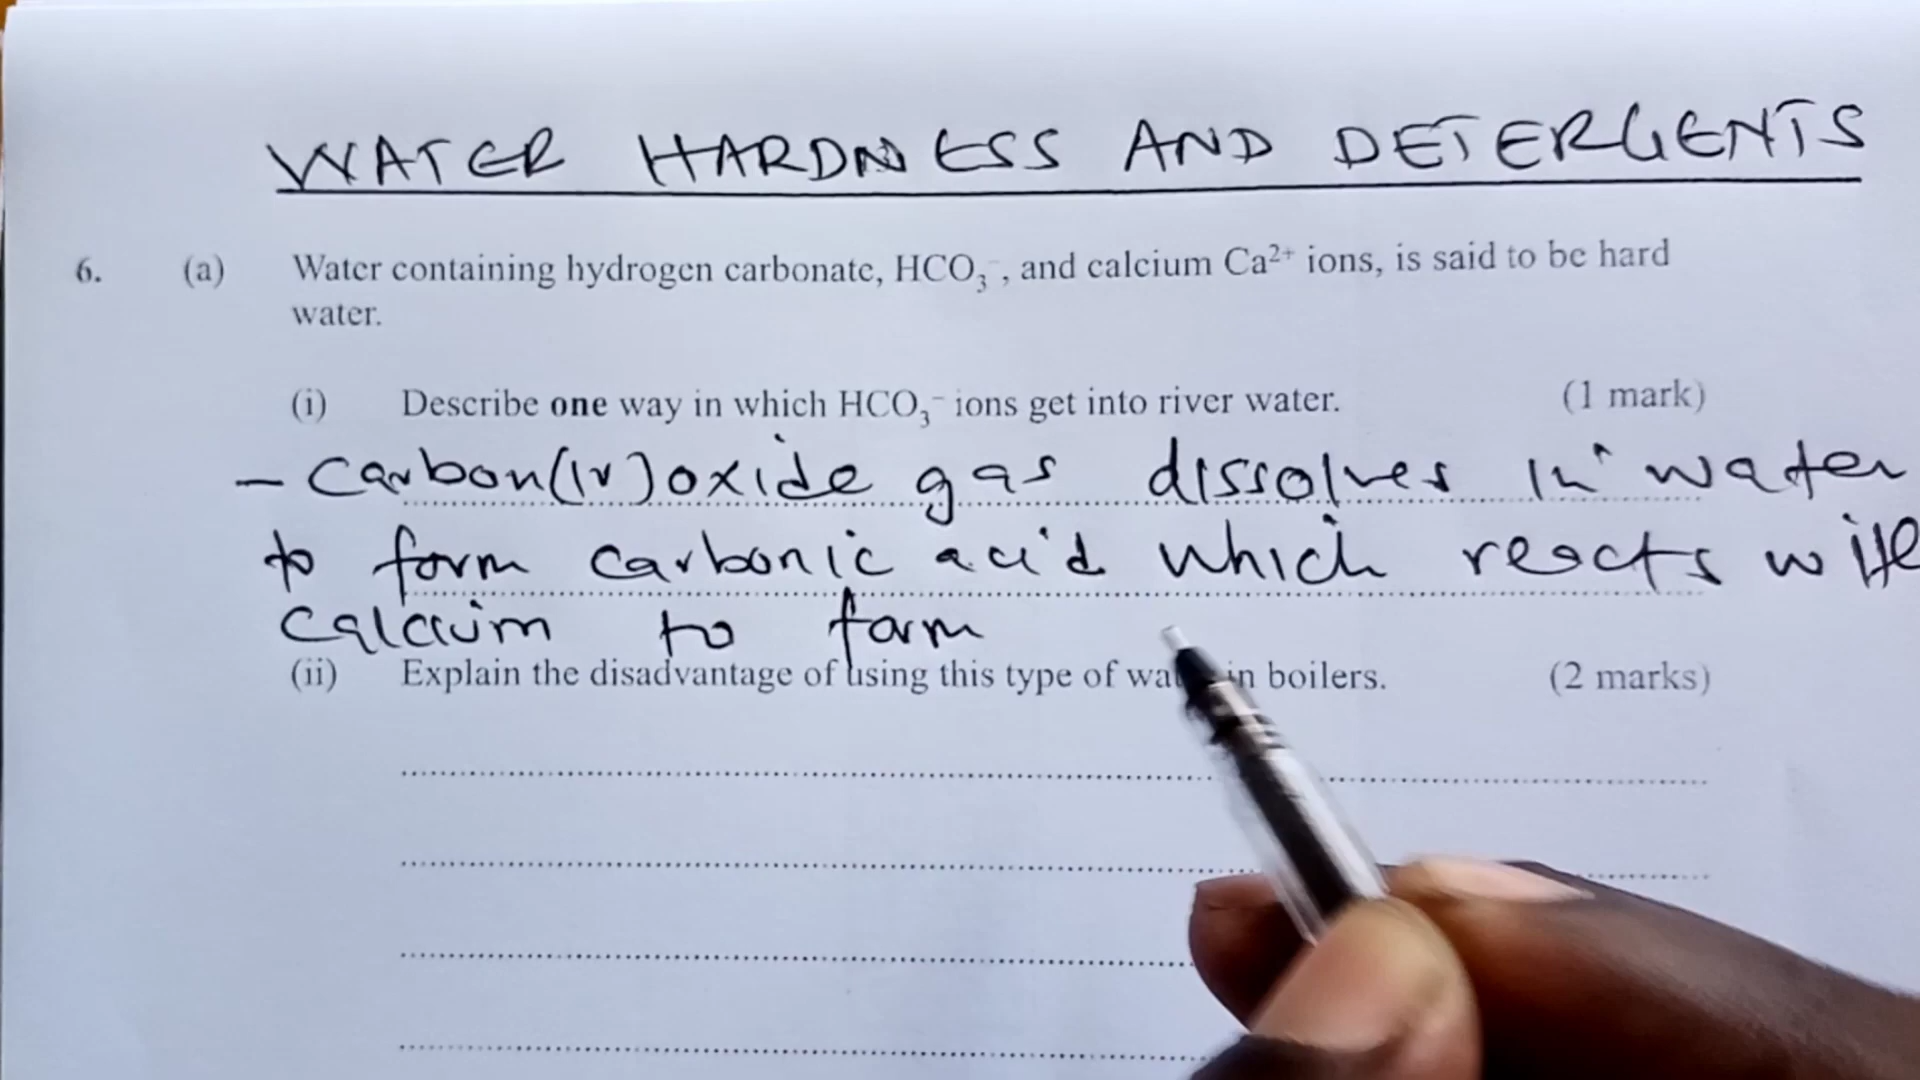 WATER HARDNESS AND DETERGENTS
6. (a) Water containing hydrogen carbonate, HCO₃⁻, and calcium Ca²⁺ ions, is said to be hard
water.
(i) Describe one way in which HCO₃⁻ ions get into river water. (1 mark)
– Carbon(IV)oxide gas dissolves in water
to form carbonic acid which reacts with
Calcium to form
(ii) Explain the disadvantage of using this type of wa in boilers. (2 marks)